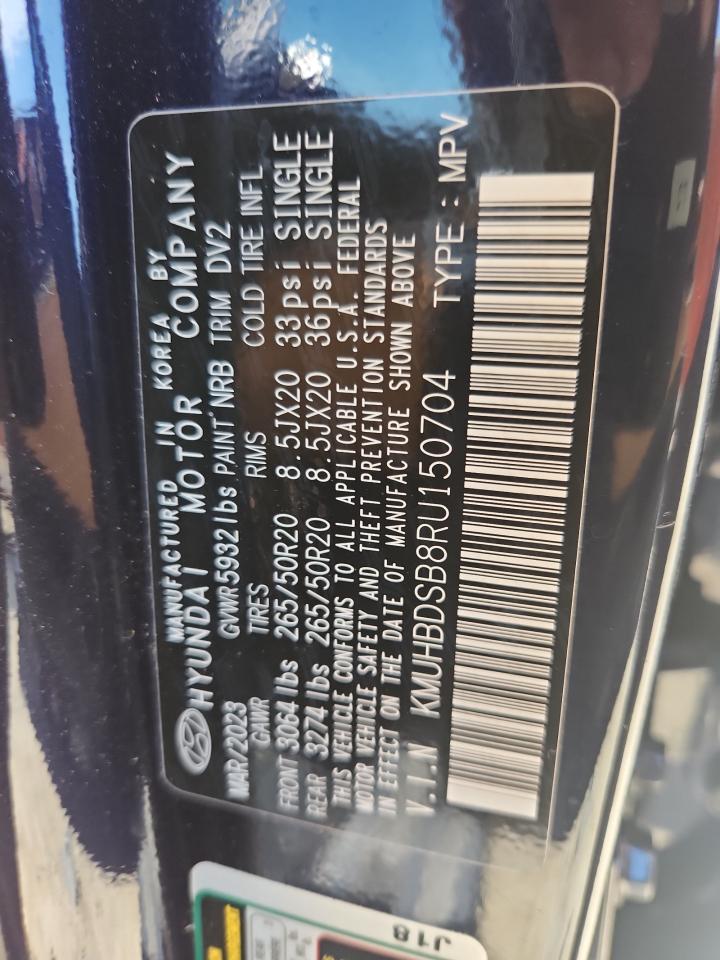 MANUFACTURED IN KOREA BY
HYUNDAI MOTOR COMPANY
MAR/2023 GVWR 5932 lbs PAINT NRB TRIM DV2
GAWR TIRES RIMS COLD TIRE INFL
FRONT 3064 lbs 265/50R20 8.5JX20 33psi SINGLE
REAR 3274 lbs 265/50R20 8.5JX20 36psi SINGLE
THIS VEHICLE CONFORMS TO ALL APPLICABLE U.S.A. FEDERAL
MOTOR VEHICLE SAFETY AND THEFT PREVENTION STANDARDS
IN EFFECT ON THE DATE OF MANUFACTURE SHOWN ABOVE
V.I.N KMUHBDSB8RU150704 TYPE : MPV
J18